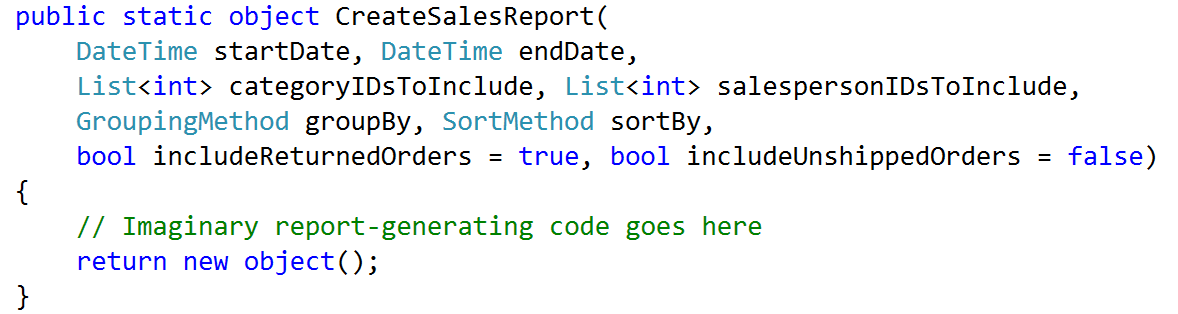 public static object CreateSalesReport(
    DateTime startDate, DateTime endDate,
    List<int> categoryIDsToInclude, List<int> salespersonIDsToInclude,
    GroupingMethod groupBy, SortMethod sortBy,
    bool includeReturnedOrders = true, bool includeUnshippedOrders = false)
{
    // Imaginary report-generating code goes here
    return new object();
}